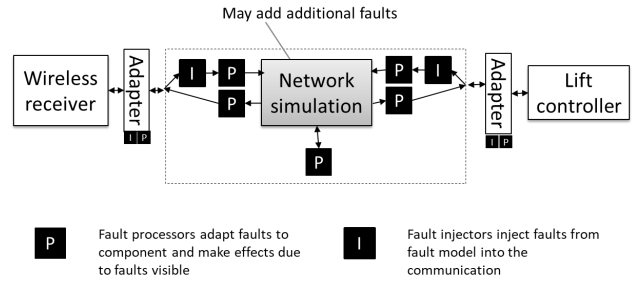 May add additional faults
Wireless
receiver
Adapter
I P
I
P
P
Network
simulation
P
P
I
P
Adapter
I P
Lift
controller
P
Fault processors adapt faults to
component and make effects due
to faults visible
I
Fault injectors inject faults from
fault model into the
communication